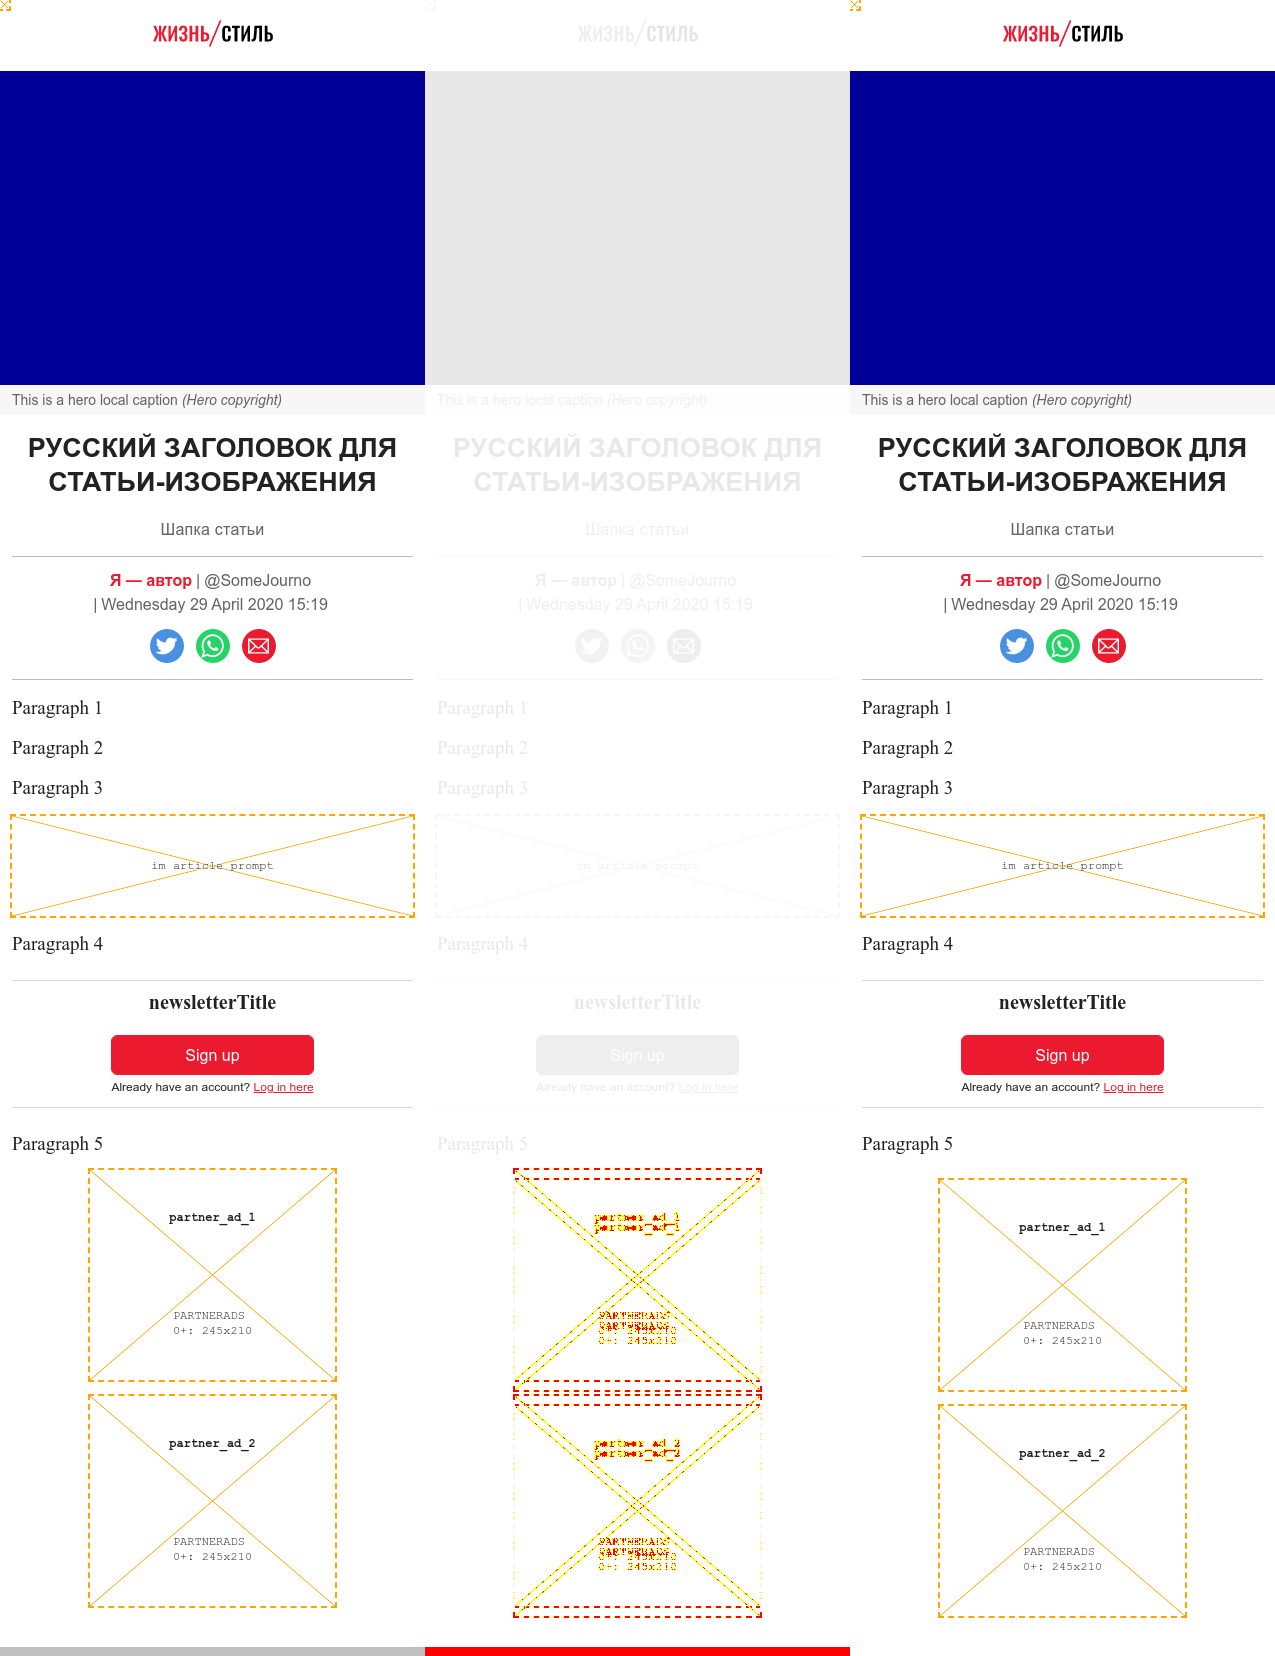 ЖИЗНЬ/СТИЛЬ
This is a hero local caption (Hero copyright)
РУССКИЙ ЗАГОЛОВОК ДЛЯ
СТАТЬИ-ИЗОБРАЖЕНИЯ
Шапка статьи
Я — автор | @SomeJourno
| Wednesday 29 April 2020 15:19
Paragraph 1
Paragraph 2
Paragraph 3
im article prompt
Paragraph 4
newsletterTitle
Sign up
Already have an account? Log in here
Paragraph 5
partner_ad_1
PARTNERADS
0+: 245x210
partner_ad_2
PARTNERADS
0+: 245x210
ЖИЗНЬ/СТИЛЬ
This is a hero local caption (Hero copyright)
РУССКИЙ ЗАГОЛОВОК ДЛЯ
СТАТЬИ-ИЗОБРАЖЕНИЯ
Шапка статьи
Я — автор | @SomeJourno
| Wednesday 29 April 2020 15:19
Paragraph 1
Paragraph 2
Paragraph 3
im article prompt
Paragraph 4
newsletterTitle
Sign up
Already have an account? Log in here
Paragraph 5
partner_ad_1
partner_ad_1
PARTNERADS
PARTNERADS
0+: 245x210
0+: 245x210
partner_ad_2
partner_ad_2
PARTNERADS
PARTNERADS
0+: 245x210
0+: 245x210
ЖИЗНЬ/СТИЛЬ
This is a hero local caption (Hero copyright)
РУССКИЙ ЗАГОЛОВОК ДЛЯ
СТАТЬИ-ИЗОБРАЖЕНИЯ
Шапка статьи
Я — автор | @SomeJourno
| Wednesday 29 April 2020 15:19
Paragraph 1
Paragraph 2
Paragraph 3
im article prompt
Paragraph 4
newsletterTitle
Sign up
Already have an account? Log in here
Paragraph 5
partner_ad_1
PARTNERADS
0+: 245x210
partner_ad_2
PARTNERADS
0+: 245x210